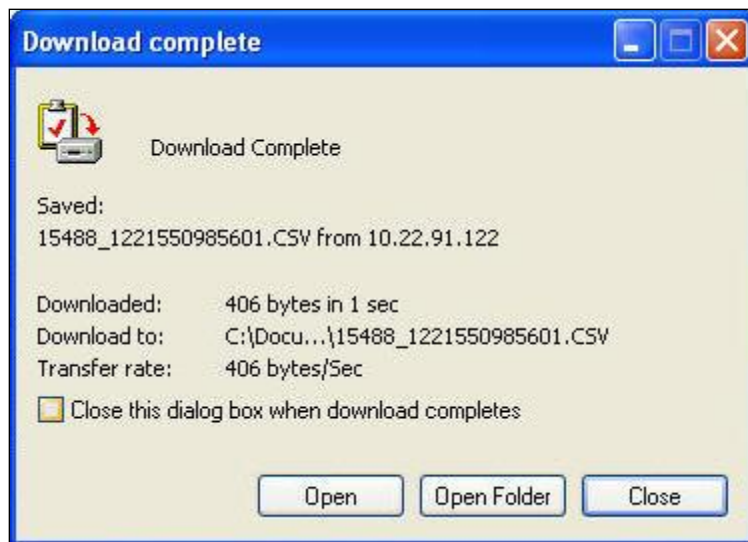 Download complete
Download Complete
Saved:
15488_1221550985601.CSV from 10.22.91.122
Downloaded: 406 bytes in 1 sec
Download to: C:\Docu...\15488_1221550985601.CSV
Transfer rate: 406 bytes/Sec
Close this dialog box when download completes
Open Open Folder Close